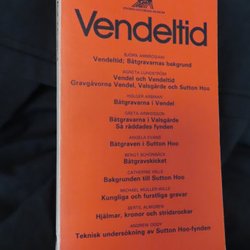 Vendeltid
BJÖRN AMBROSIANI
Vendeltid: Båtgravarnas bakgrund
AGNETA LUNDSTRÖM
Vendel och Vendeltid
Gravgåvorna Vendel, Valsgärde och Sutton Hoo
HOLGER ARBMAN
Båtgravarna i Vendel
GRETA ARWIDSSON
Båtgravarna i Valsgärde
Så räddades fynden
ANGELA EVANS
Båtgraven i Sutton Hoo
BENGT SCHÖNBÄCK
Båtgravskicket
CATHERINE HILLS
Bakgrunden till Sutton Hoo
MICHAEL MÜLLER-WILLE
Kungliga och furstliga gravar
BERTIL ALMGREN
Hjälmar, kronor och stridsrockar
ANDREW ODDY
Teknisk undersökning av Sutton Hoo-fynden